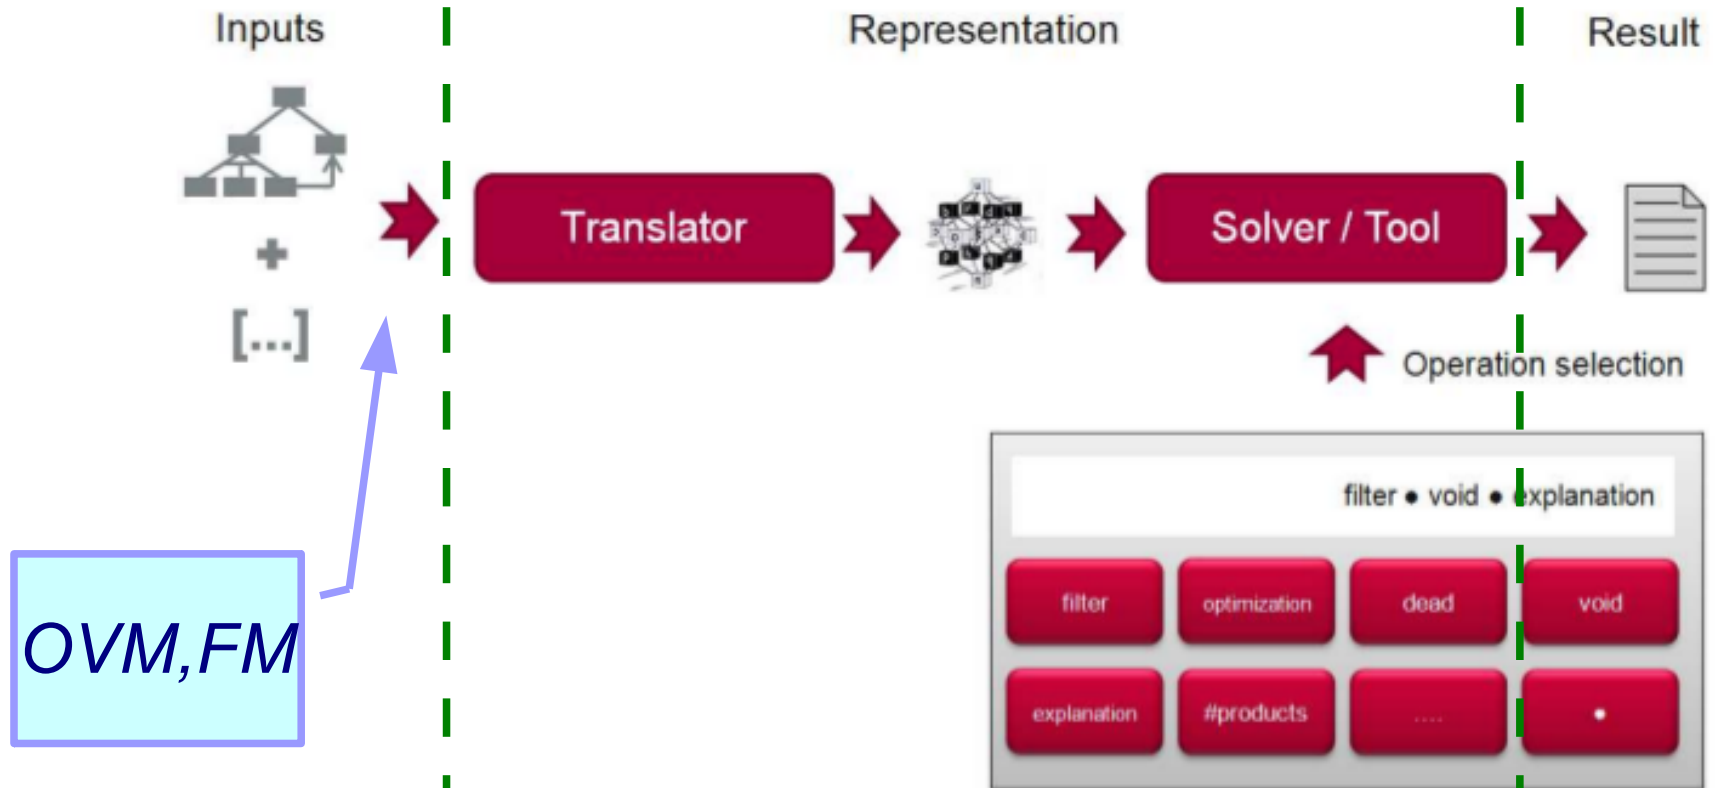 Inputs
Representation
Result
Translator
Solver / Tool
+
[...]
Operation selection
filter ● void ● explanation
filter
optimization
dead
void
OVM,FM
explanation
#products
....
●